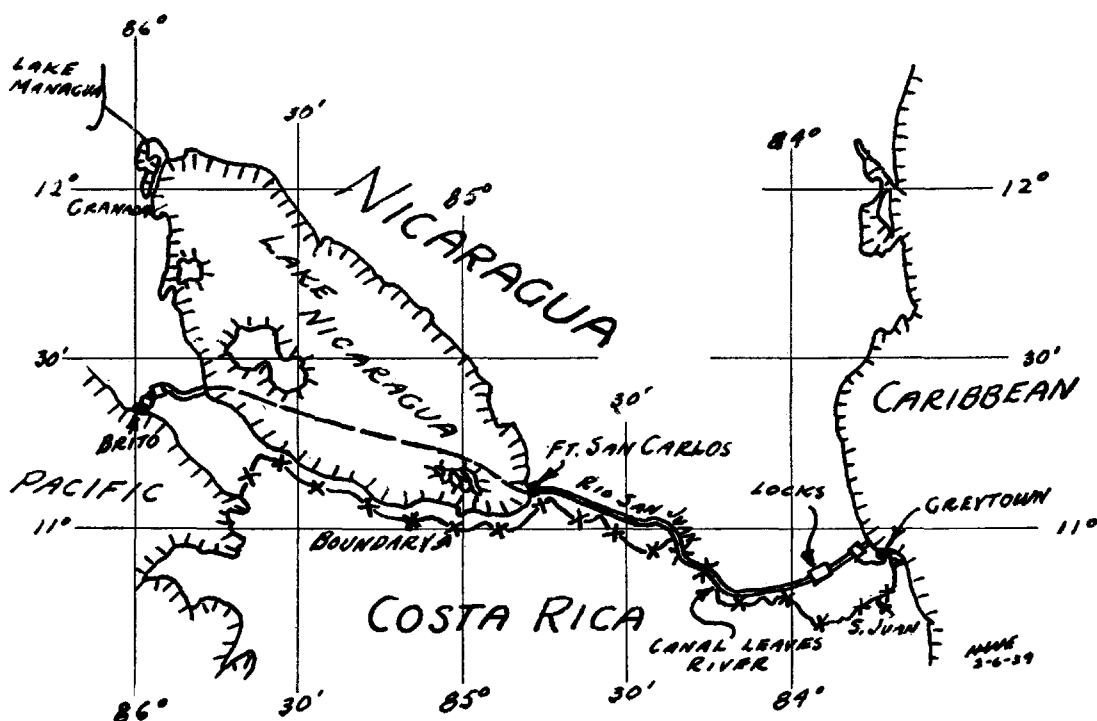 86°
LAKE
MANAGUA
30'
84°
12°
GRANADA
85°
12°
NICARAGUA
LAKE
NICARAGUA
30'
30'
30'
CARIBBEAN
BRITO
FT. SAN CARLOS
PACIFIC
RIO SAN JUAN
LOCKS
GREYTOWN
11°
11°
BOUNDARY
COSTA RICA
CANAL LEAVES
RIVER
S. JUAN
86°
30'
85°
30'
84°